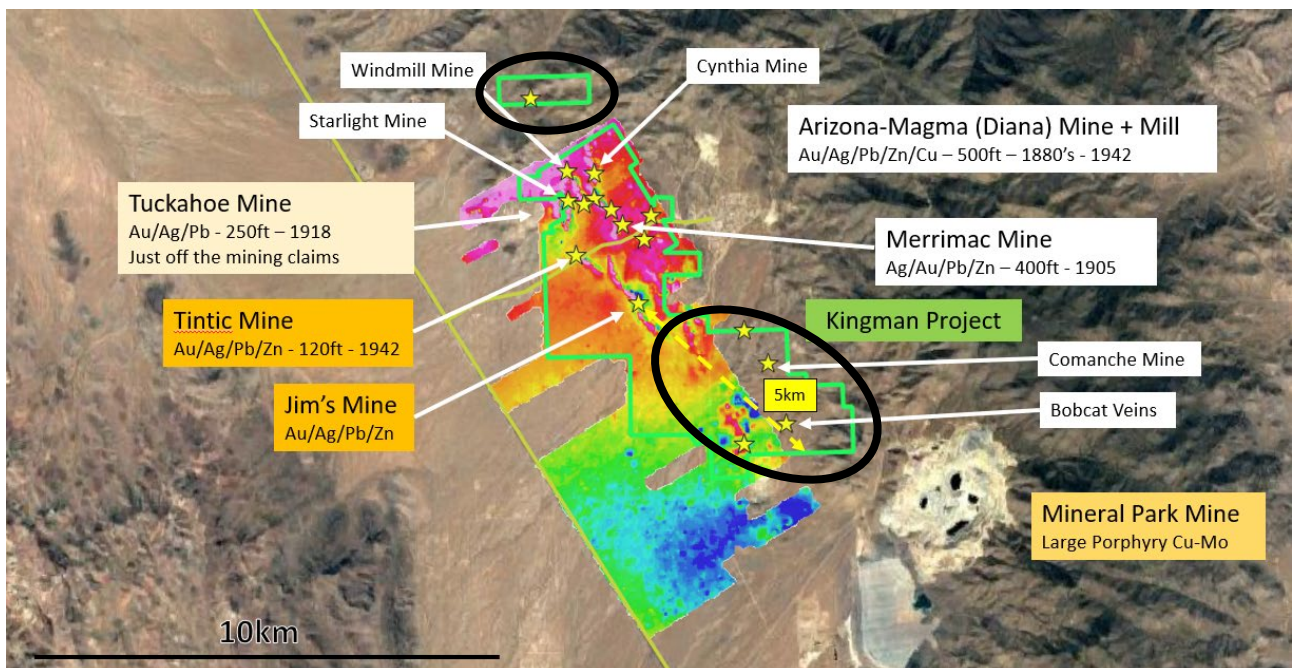 Windmill Mine
Cynthia Mine
Starlight Mine
Arizona-Magma (Diana) Mine + Mill
Au/Ag/Pb/Zn/Cu – 500ft – 1880's - 1942
Tuckahoe Mine
Au/Ag/Pb - 250ft – 1918
Just off the mining claims
Merrimac Mine
Ag/Au/Pb/Zn – 400ft - 1905
Tintic Mine
Au/Ag/Pb/Zn - 120ft - 1942
Kingman Project
Comanche Mine
5km
Jim's Mine
Au/Ag/Pb/Zn
Bobcat Veins
Mineral Park Mine
Large Porphyry Cu-Mo
10km